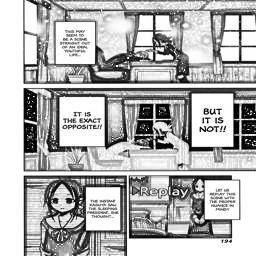 THIS MAY
SEEM TO
BE A SCENE
STRAIGHT OUT
OF AN IDEAL
YOUTHFUL
LIFE...
IT IS
THE EXACT
OPPOSITE!!
BUT
IT IS
NOT!!
THE INSTANT
KAGUYA SAW
THE SLEEPING
PRESIDENT, SHE
THOUGHT...
Replay
LET US
REPLAY THIS
SCENE WITH
THE PROPER
NUANCE IN
MIND!!
194